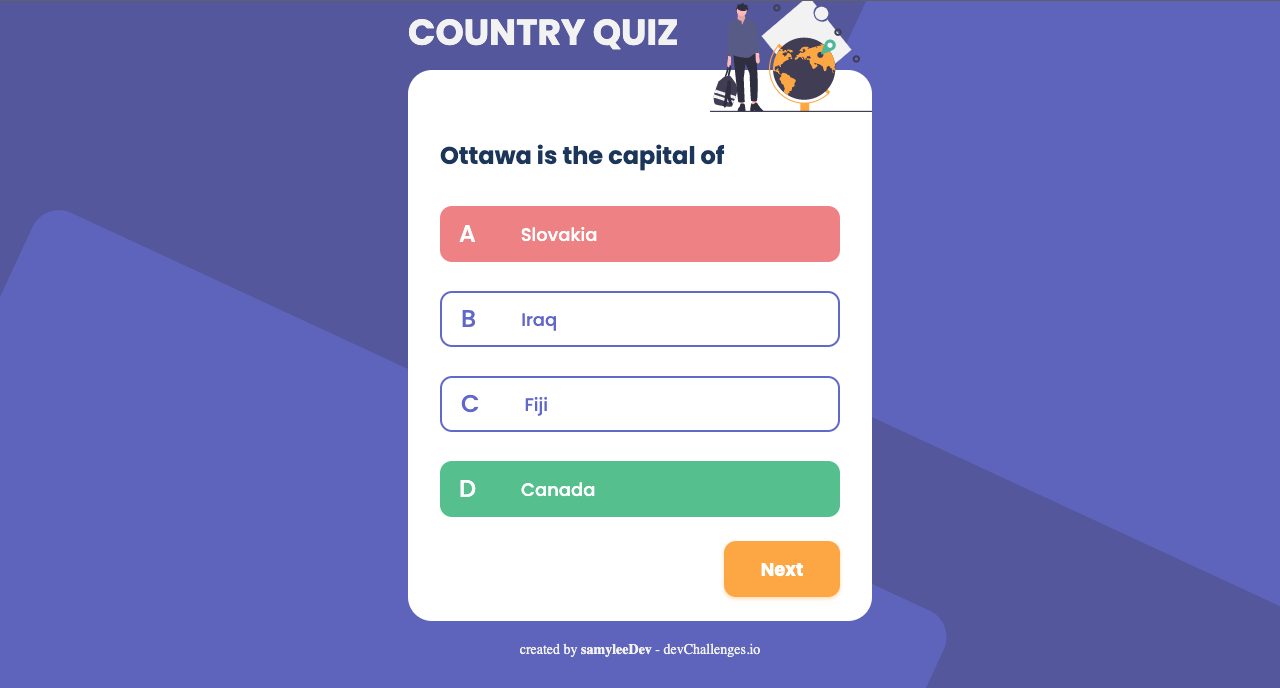 COUNTRY QUIZ
Ottawa is the capital of
A Slovakia
B Iraq
C Fiji
D Canada
Next
created by samyleeDev - devChallenges.io